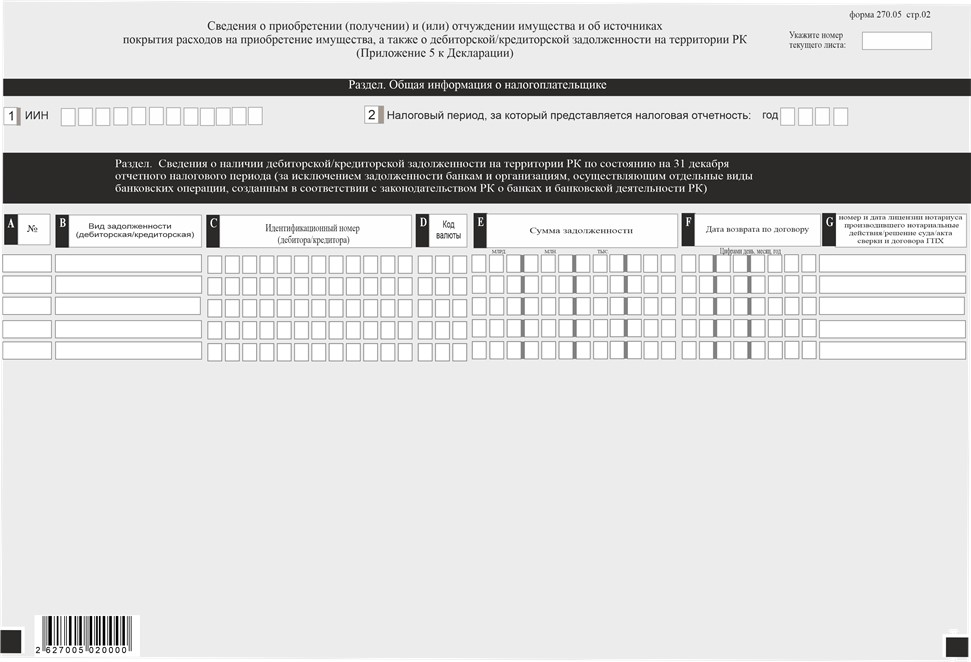 форма 270.05 стр.02
Сведения о приобретении (получении) и (или) отчуждении имущества и об источниках
покрытия расходов на приобретение имущества, а также о дебиторской/кредиторской задолженности на территории РК
(Приложение 5 к Декларации)
Укажите номер
текущего листа:
Раздел. Общая информация о налогоплательщике
1 ИИН
2 Налоговый период, за который представляется налоговая отчетность: год
Раздел. Сведения о наличии дебиторской/кредиторской задолженности на территории РК по состоянию на 31 декабря
отчетного налогового периода (за исключением задолженности банкам и организациям, осуществляющим отдельные виды
банковских операции, созданным в соответствии с законодательством РК о банках и банковской деятельности РК)
A №
B Вид задолженности
(дебиторская/кредиторская)
C Идентификационный номер
(дебитора/кредитора)
D Код
валюты
E Сумма задолженности
F Дата возврата по договору
G номер и дата лицензии нотариуса
производившего нотариальные
действия/решение суда/акта
сверки и договора ГПХ
млрд млн тыс
Цифрами день, месяц, год
2 627005 020000